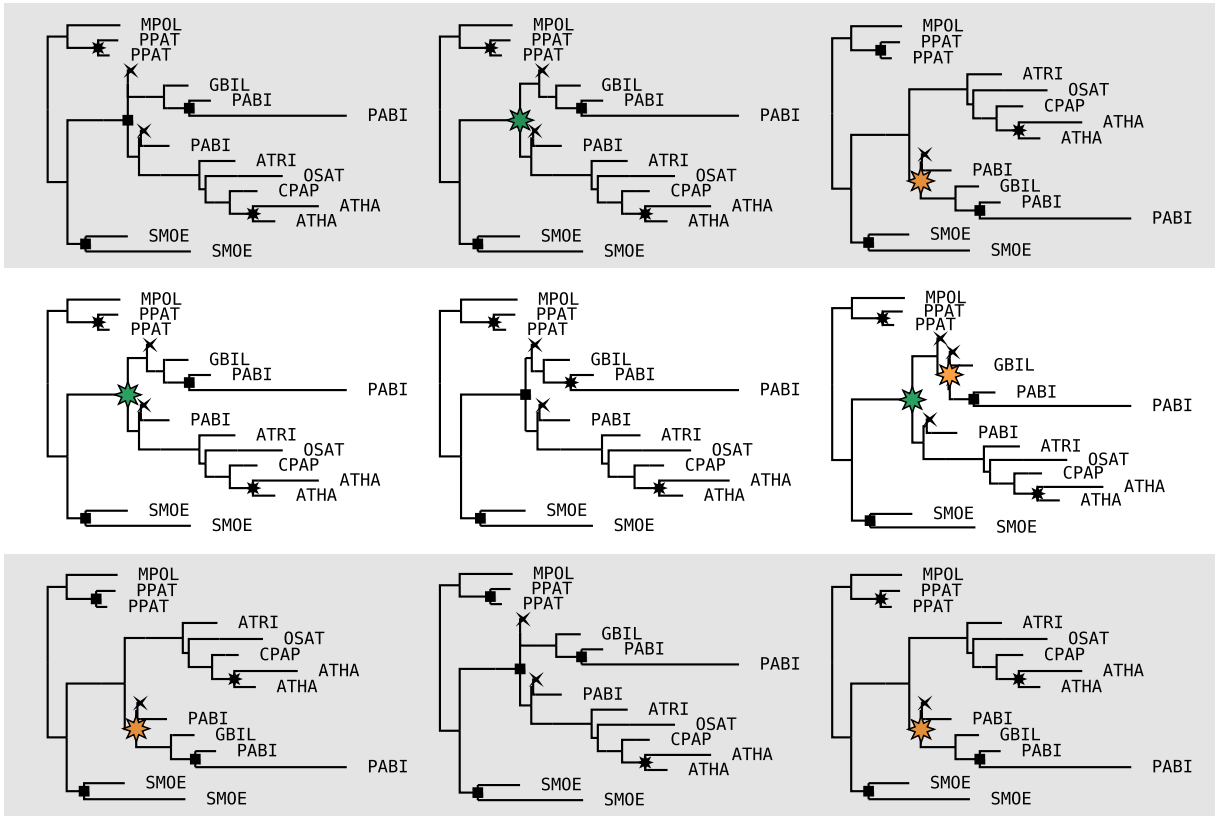 MPOL
PPAT
PPAT
GBIL
PABI
PABI
PABI
ATRI
OSAT
CPAP
ATHA
ATHA
SMOE
SMOE
MPOL
PPAT
PPAT
GBIL
PABI
PABI
PABI
ATRI
OSAT
CPAP
ATHA
ATHA
SMOE
SMOE
MPOL
PPAT
PPAT
ATRI
OSAT
CPAP
ATHA
ATHA
PABI
GBIL
PABI
PABI
SMOE
SMOE
MPOL
PPAT
PPAT
GBIL
PABI
PABI
PABI
ATRI
OSAT
CPAP
ATHA
ATHA
SMOE
SMOE
MPOL
PPAT
PPAT
GBIL
PABI
PABI
PABI
ATRI
OSAT
CPAP
ATHA
ATHA
SMOE
SMOE
MPOL
PPAT
PPAT
GBIL
PABI
PABI
PABI
ATRI
OSAT
CPAP
ATHA
ATHA
SMOE
SMOE
MPOL
PPAT
PPAT
ATRI
OSAT
CPAP
ATHA
ATHA
PABI
GBIL
PABI
PABI
SMOE
SMOE
MPOL
PPAT
PPAT
GBIL
PABI
PABI
PABI
ATRI
OSAT
CPAP
ATHA
ATHA
SMOE
SMOE
MPOL
PPAT
PPAT
ATRI
OSAT
CPAP
ATHA
ATHA
PABI
GBIL
PABI
PABI
SMOE
SMOE